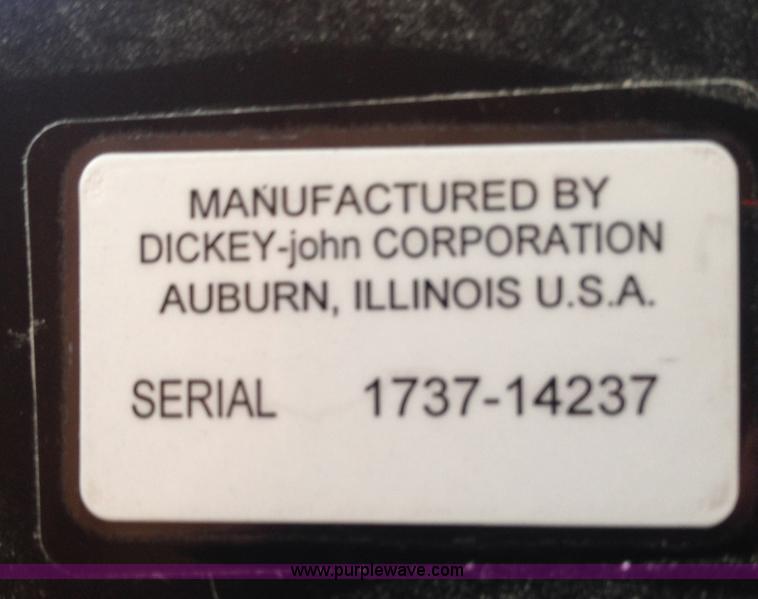 MANUFACTURED BY
DICKEY-john CORPORATION
AUBURN, ILLINOIS U.S.A.
SERIAL 1737-14237
www.purplewave.com